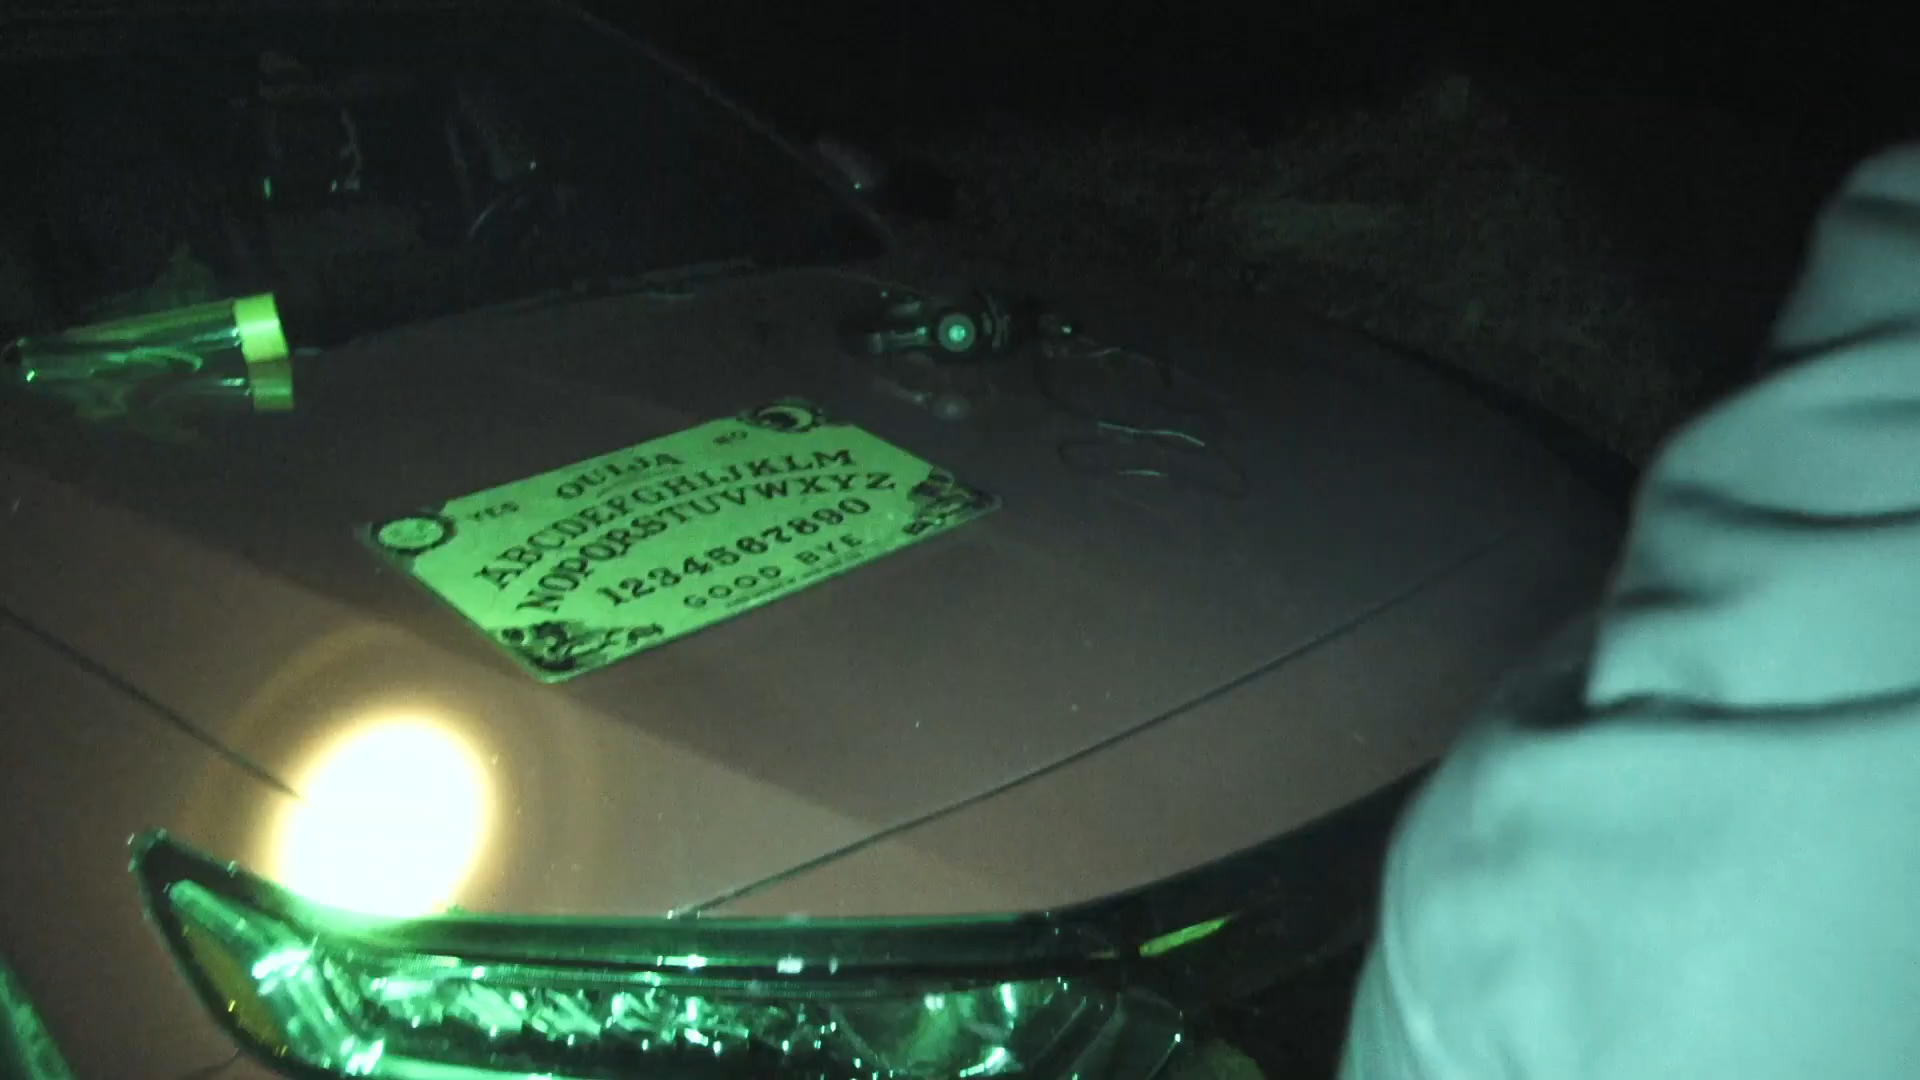 YES OUIJA NO
ABCDEFGHIJKLM
NOPQRSTUVWXYZ
1234567890
GOOD BYE